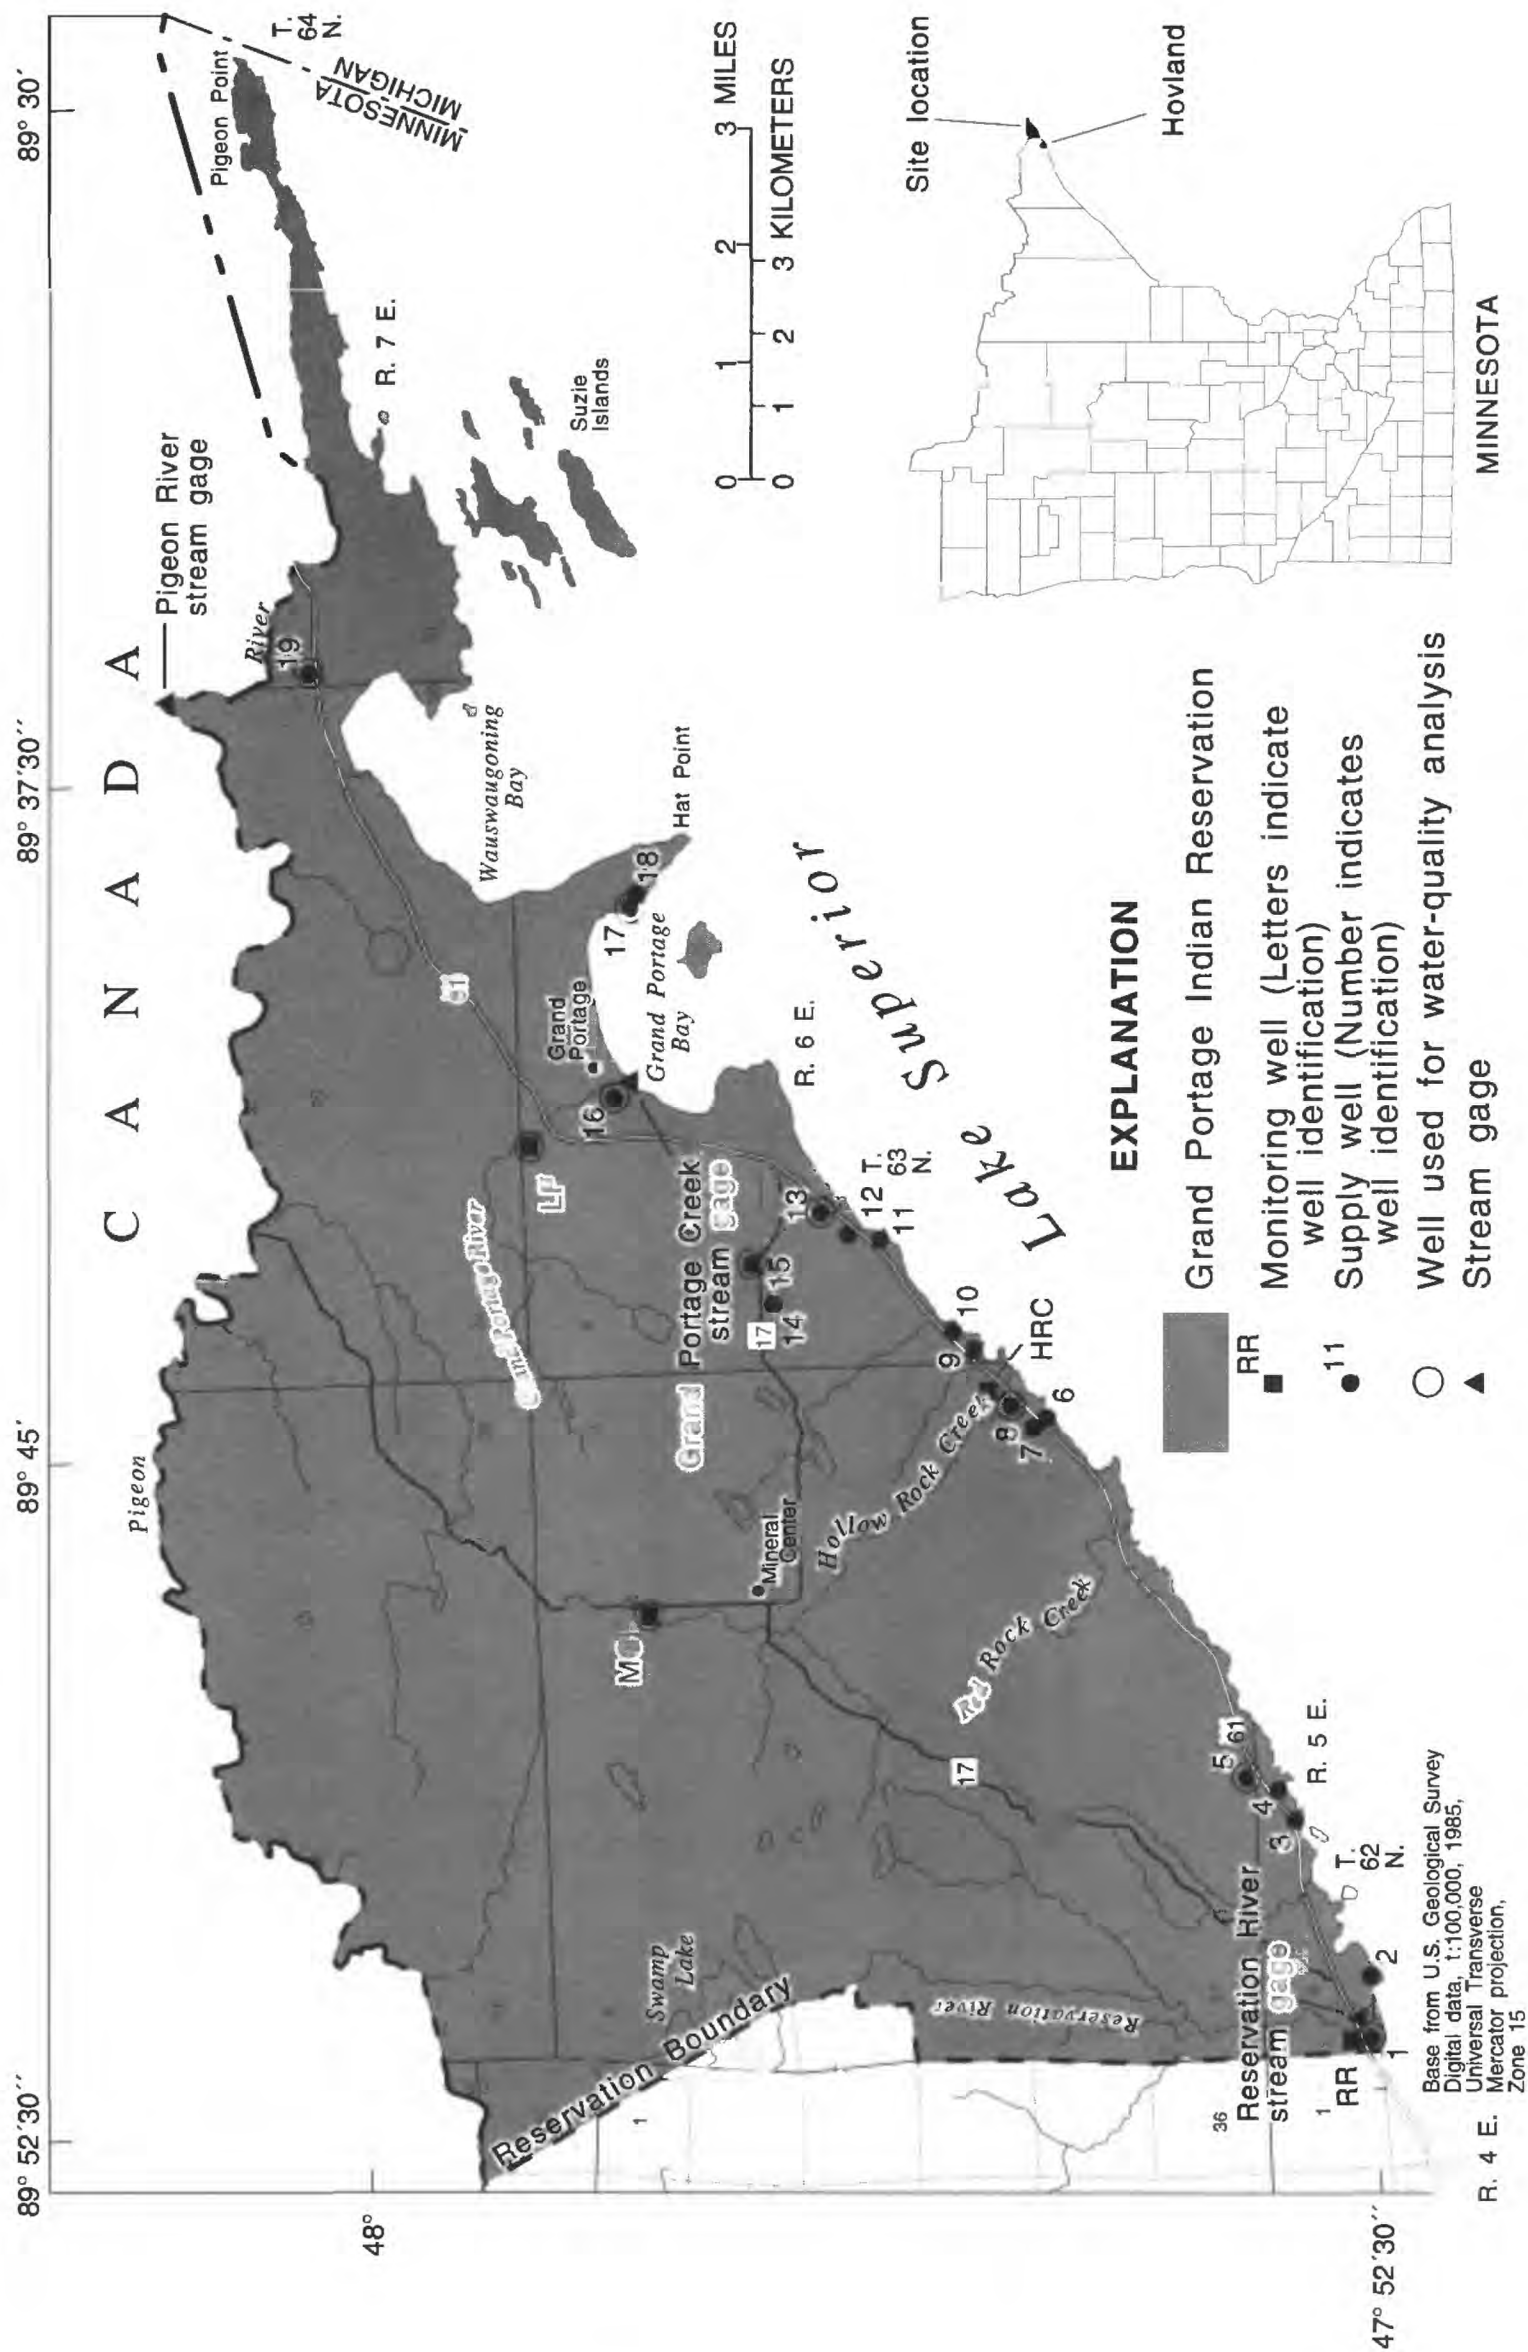 89° 52´30´´
89° 45´
89° 37´30´´
89° 30´
48°
47° 52´30´´
C A N A D A
Pigeon
River
Pigeon River
stream gage
Pigeon Point
T.
64
N.
MINNESOTA
MICHIGAN
19
R. 7 E.
Suzie
Islands
Wauswaugoning
Bay
Hat Point
18
17
Grand Portage
Bay
Grand
Portage
16
61
LF
Grand Portage River
Grand Portage Creek
stream gage
R. 6 E.
T.
63
N.
13
12
11
15
14
17
10
9
HRC
8
7
6
Hollow Rock Creek
Mineral
Center
MC
Red Rock Creek
17
Lake Superior
61
5
4
3
R. 5 E.
T.
62
N.
2
1
RR
Reservation River
stream gage
Reservation River
Swamp
Lake
Reservation Boundary
1
36
1
R. 4 E.
Base from U.S. Geological Survey
Digital data, 1:100,000, 1985,
Universal Transverse
Mercator projection,
Zone 15
0 1 2 3 MILES
0 1 2 3 KILOMETERS
EXPLANATION
Grand Portage Indian Reservation
RR
Monitoring well (Letters indicate
well identification)
11
Supply well (Number indicates
well identification)
Well used for water-quality analysis
Stream gage
Site location
Hovland
MINNESOTA